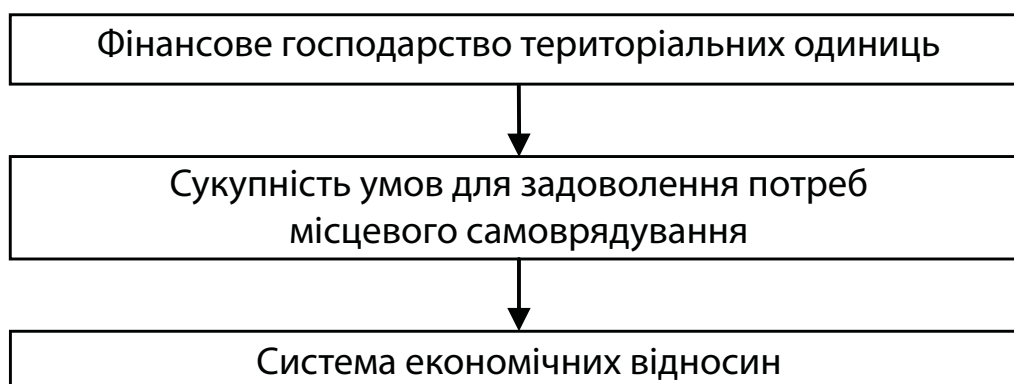 Фінансове господарство територіальних одиниць
Сукупність умов для задоволення потреб
місцевого самоврядування
Система економічних відносин